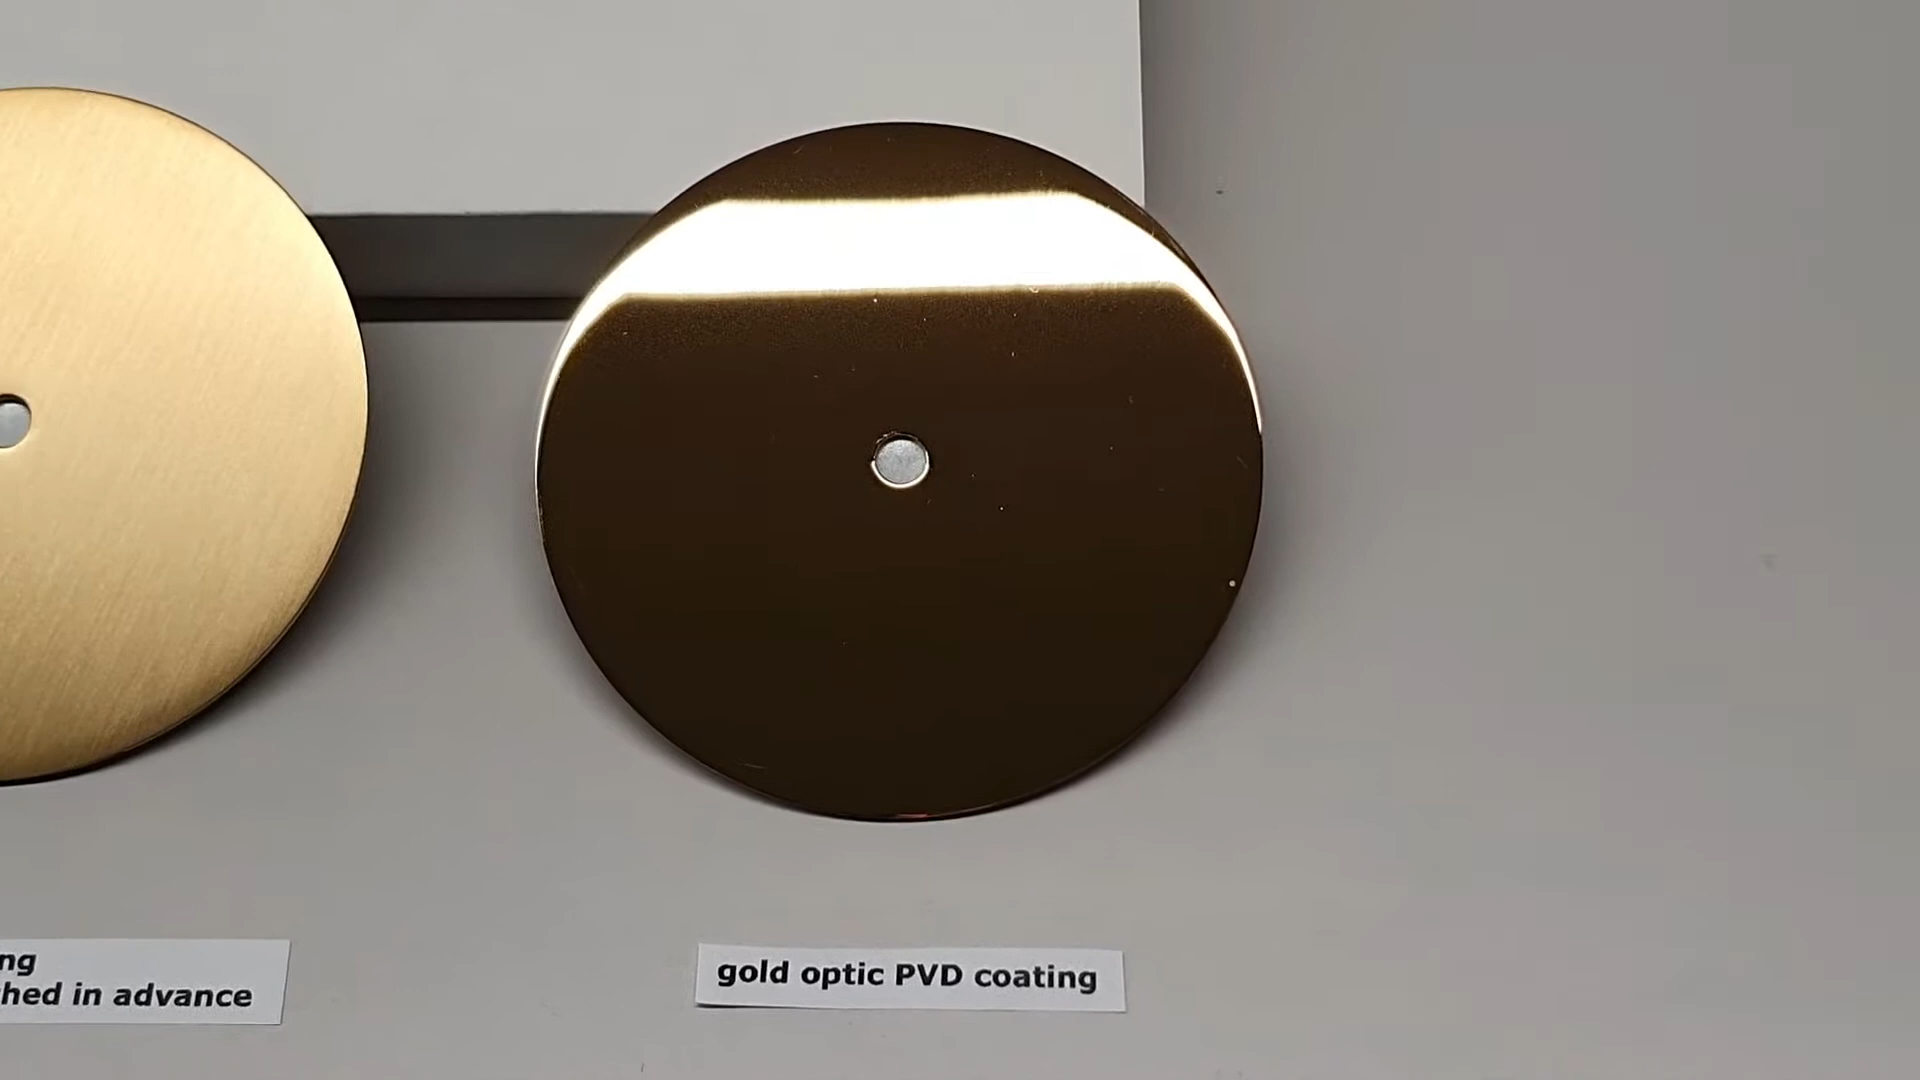 ng
hed in advance
gold optic PVD coating